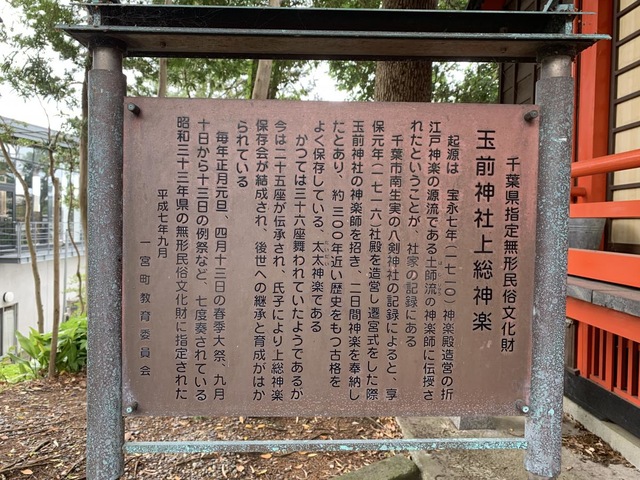 千葉県指定無形民俗文化財
玉前神社上総神楽
起源は 宝永七年(一七一〇)神楽殿造営の折
江戸神楽の源流である土師流の神楽師に伝授さ
れたということが、社家の記録にある
千葉市南生実の八剣神社の記録によると、享
保元年(一七一六)社殿を造営し遷宮式をした際
玉前神社の神楽師を招き、二日間神楽を奉納し
たとあり、約三〇〇年近い歴史をもつ古格を
よく保存している、太太神楽である
かつては三十六座舞われていたようであるが
今は二十五座が伝承され、氏子により上総神楽
保存会が結成され、後世への継承と育成がはか
られている
毎年正月元旦、四月十三日の春季大祭、九月
十日から十三日の例祭など、七度奏されている
昭和三十三年県の無形民俗文化財に指定された
平成七年九月
一宮町教育委員会